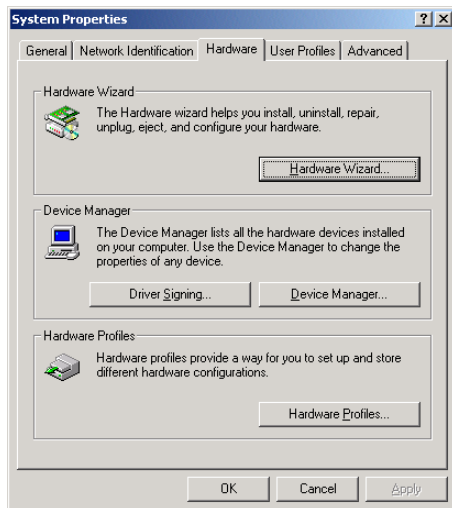 System Properties
General Network Identification Hardware User Profiles Advanced
Hardware Wizard
The Hardware wizard helps you install, uninstall, repair,
unplug, eject, and configure your hardware.
Hardware Wizard...
Device Manager
The Device Manager lists all the hardware devices installed
on your computer. Use the Device Manager to change the
properties of any device.
Driver Signing... Device Manager...
Hardware Profiles
Hardware profiles provide a way for you to set up and store
different hardware configurations.
Hardware Profiles...
OK Cancel Apply